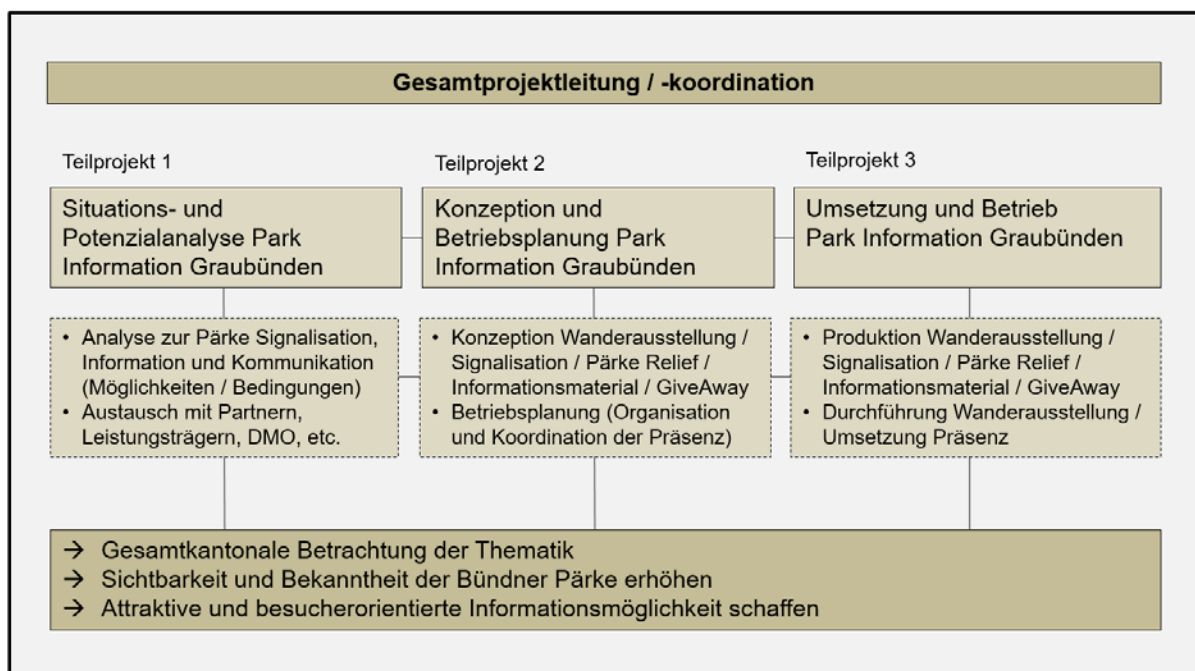 Gesamtprojektleitung / -koordination
Teilprojekt 1
Situations- und
Potenzialanalyse Park
Information Graubünden
• Analyse zur Pärke Signalisation,
Information und Kommunikation
(Möglichkeiten / Bedingungen)
• Austausch mit Partnern,
Leistungsträgern, DMO, etc.
Teilprojekt 2
Konzeption und
Betriebsplanung Park
Information Graubünden
• Konzeption Wanderausstellung /
Signalisation / Pärke Relief /
Informationsmaterial / GiveAway
• Betriebsplanung (Organisation
und Koordination der Präsenz)
Teilprojekt 3
Umsetzung und Betrieb
Park Information Graubünden
• Produktion Wanderausstellung /
Signalisation / Pärke Relief /
Informationsmaterial / GiveAway
• Durchführung Wanderausstellung /
Umsetzung Präsenz
→ Gesamtkantonale Betrachtung der Thematik
→ Sichtbarkeit und Bekanntheit der Bündner Pärke erhöhen
→ Attraktive und besucherorientierte Informationsmöglichkeit schaffen